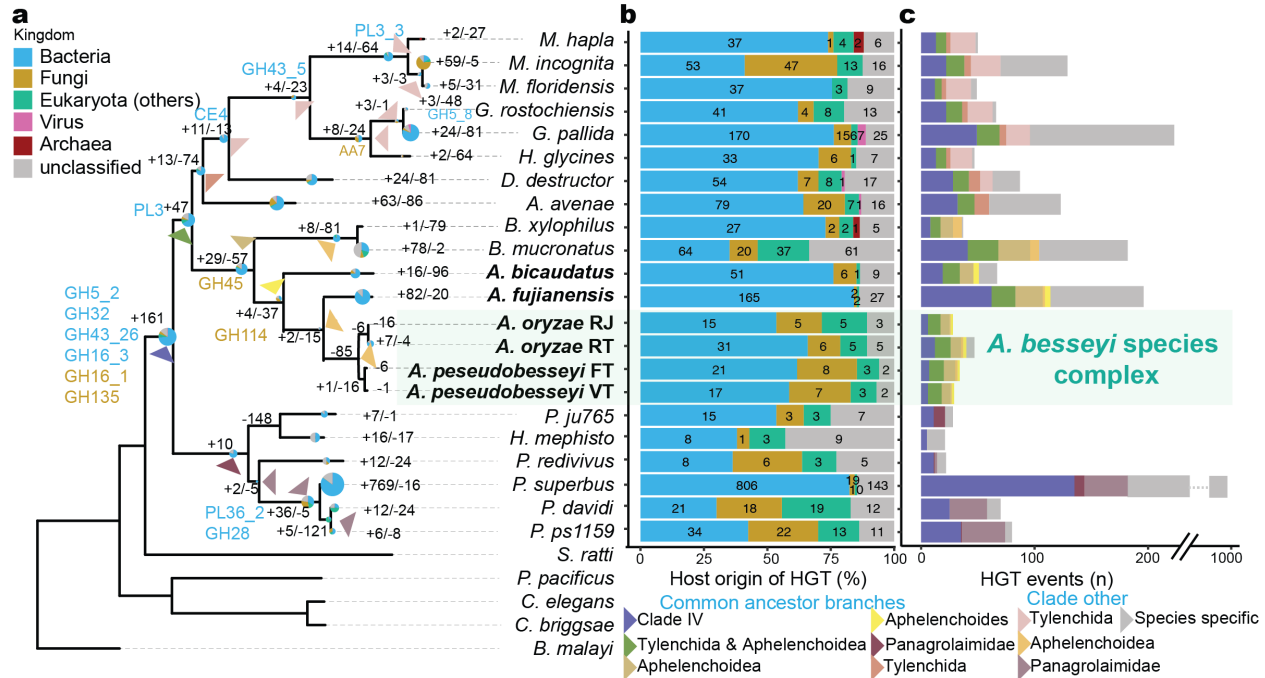 a
Kingdom
Bacteria
Fungi
Eukaryota (others)
Virus
Archaea
unclassified
PL3_3
+2/-27
+14/-64
+59/-5
GH43_5
+3/-3
+5/-31
+4/-23
+3/-48
+3/-1
GH5_8
CE4
+11/-13
+8/-24
+24/-81
AA7
+2/-64
+13/-74
+24/-81
PL3
+47
+63/-86
+8/-81
+1/-79
+78/-2
+29/-57
GH45
+16/-96
+82/-20
+4/-37
GH5_2
GH32
GH43_26
GH16_3
GH16_1
GH135
+161
GH114
+2/-15
-16
-6
+7/-4
-85
-6
+1/-16
-1
-148
+7/-1
+16/-17
+10
+12/-24
+2/-5
+769/-16
PL36_2
GH28
+36/-5
+12/-24
+5/-121
+6/-8
M. hapla
M. incognita
M. floridensis
G. rostochiensis
G. pallida
H. glycines
D. destructor
A. avenae
B. xylophilus
B. mucronatus
A. bicaudatus
A. fujianensis
A. oryzae RJ
A. oryzae RT
A. peseudobesseyi FT
A. peseudobesseyi VT
P. ju765
H. mephisto
P. redivivus
P. superbus
P. davidi
P. ps1159
S. ratti
P. pacificus
C. elegans
C. briggsae
B. malayi
b
37 1 4 2 6
53 47 13 16
37 3 9
41 4 8 13
170 15 6 7 25
33 6 1 7
54 7 8 1 17
79 20 7 1 16
27 2 2 1 5
64 20 37 61
51 6 1 9
165 2 2 27
15 5 5 3
31 6 5 5
21 8 3 2
17 7 3 2
15 3 3 7
8 1 3 9
8 6 3 5
806 19 10 143
21 18 19 12
34 22 13 11
0 25 50 75 100
Host origin of HGT (%)
c
A. besseyi species
complex
0 100 200 1000
HGT events (n)
Common ancestor branches
Clade other
Clade IV
Tylenchida & Aphelenchoidea
Aphelenchoidea
Aphelenchoides
Panagrolaimidae
Tylenchida
Tylenchida
Aphelenchoidea
Panagrolaimidae
Species specific